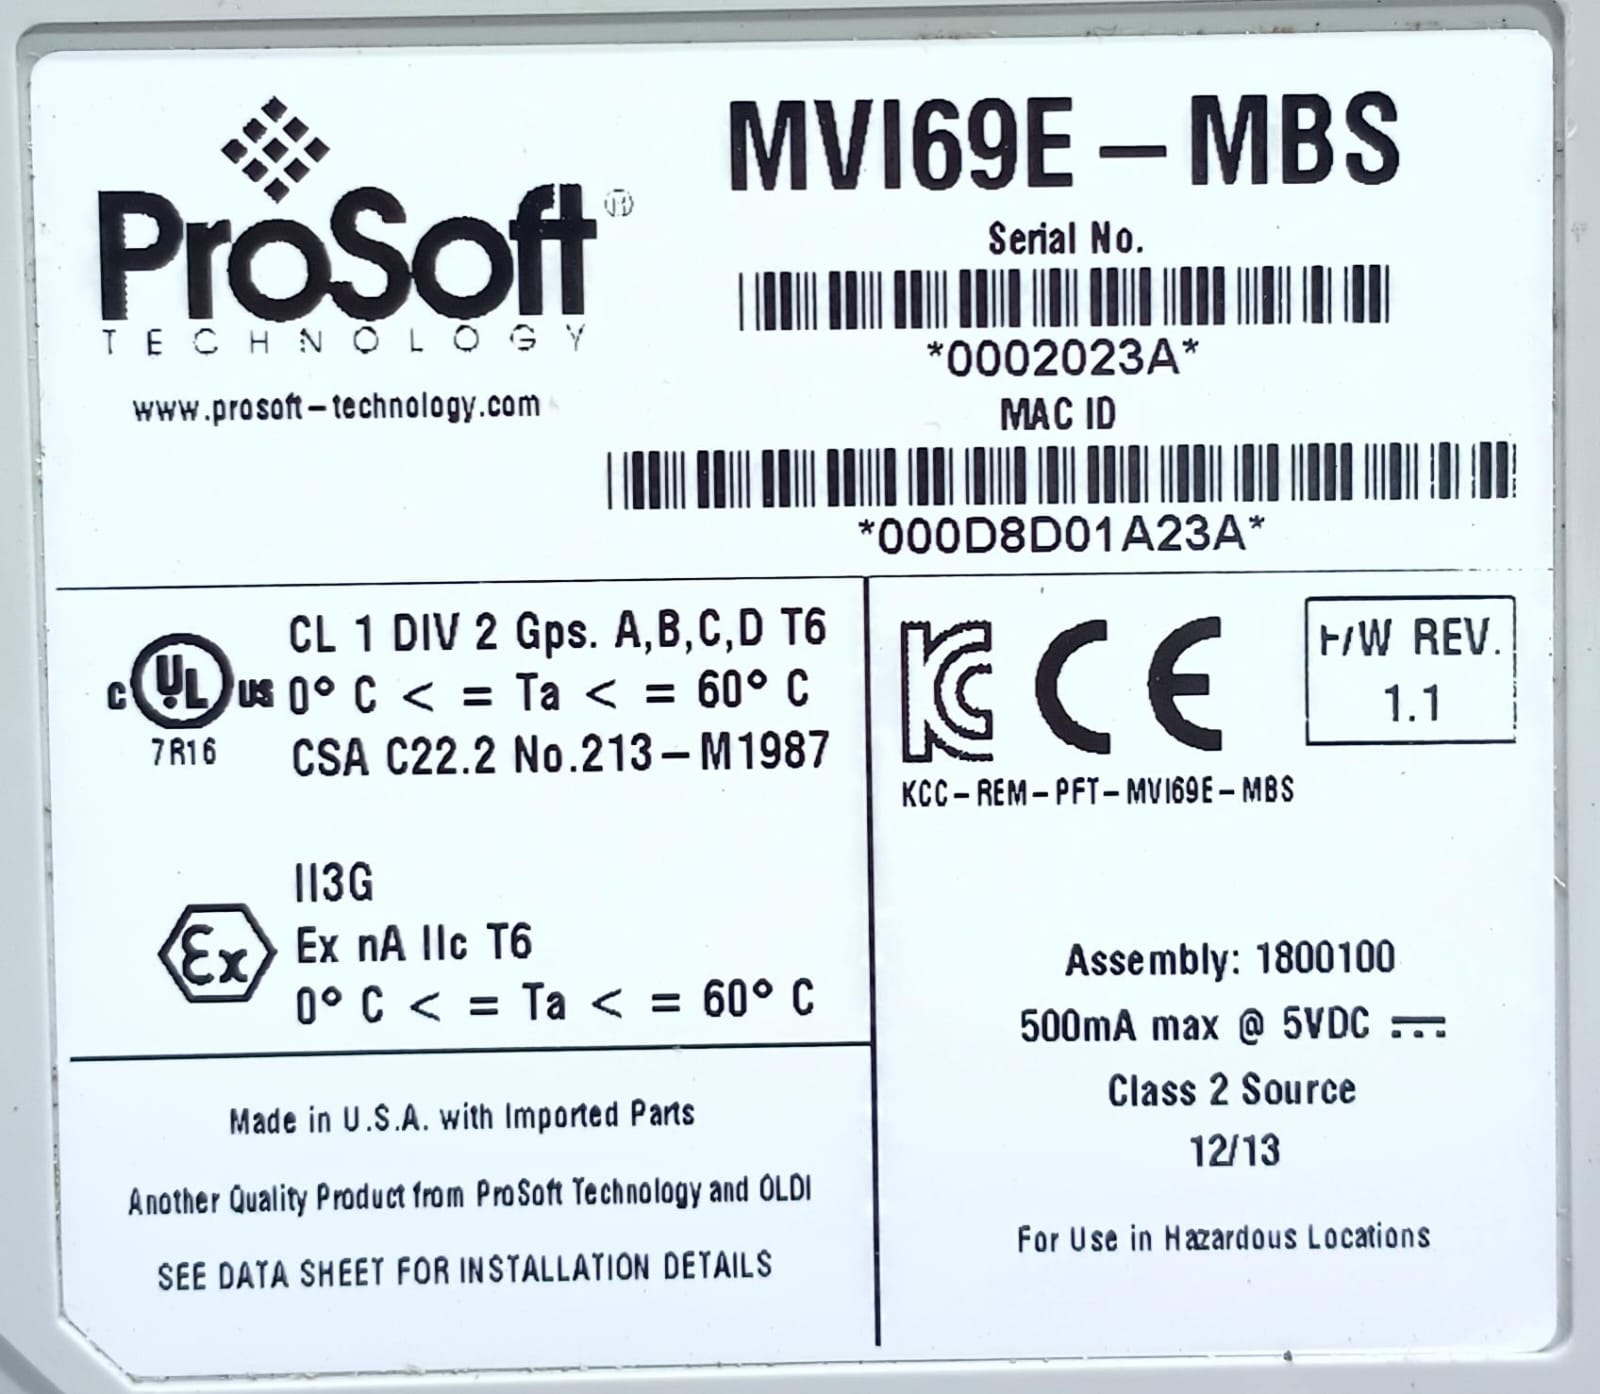 MVI69E-MBS
ProSoft®
TECHNOLOGY
www.prosoft-technology.com
Serial No.
*0002023A*
MAC ID
*000D8D01A23A*
CL 1 DIV 2 Gps. A,B,C,D T6
C UL US 0° C < = Ta < = 60° C
7R16 CSA C22.2 No.213-M1987
II3G
Ex Ex nA IIc T6
0° C < = Ta < = 60° C
Made in U.S.A. with Imported Parts
Another Quality Product from ProSoft Technology and OLDI
SEE DATA SHEET FOR INSTALLATION DETAILS
KC CE
KCC-REM-PFT-MVI69E-MBS
H/W REV.
1.1
Assembly: 1800100
500mA max @ 5VDC ⎓
Class 2 Source
12/13
For Use in Hazardous Locations